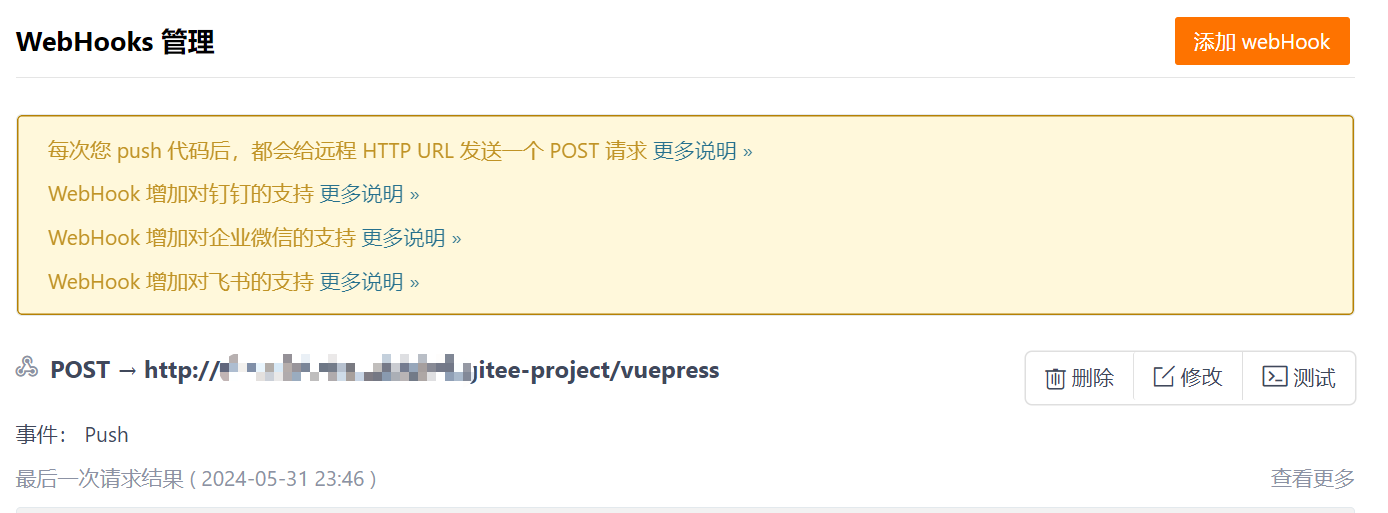 WebHooks 管理
添加 webHook
每次您 push 代码后，都会给远程 HTTP URL 发送一个 POST 请求 更多说明 »
WebHook 增加对钉钉的支持 更多说明 »
WebHook 增加对企业微信的支持 更多说明 »
WebHook 增加对飞书的支持 更多说明 »
POST → http:// itee-project/vuepress
删除 修改 测试
事件： Push
最后一次请求结果 ( 2024-05-31 23:46 )
查看更多